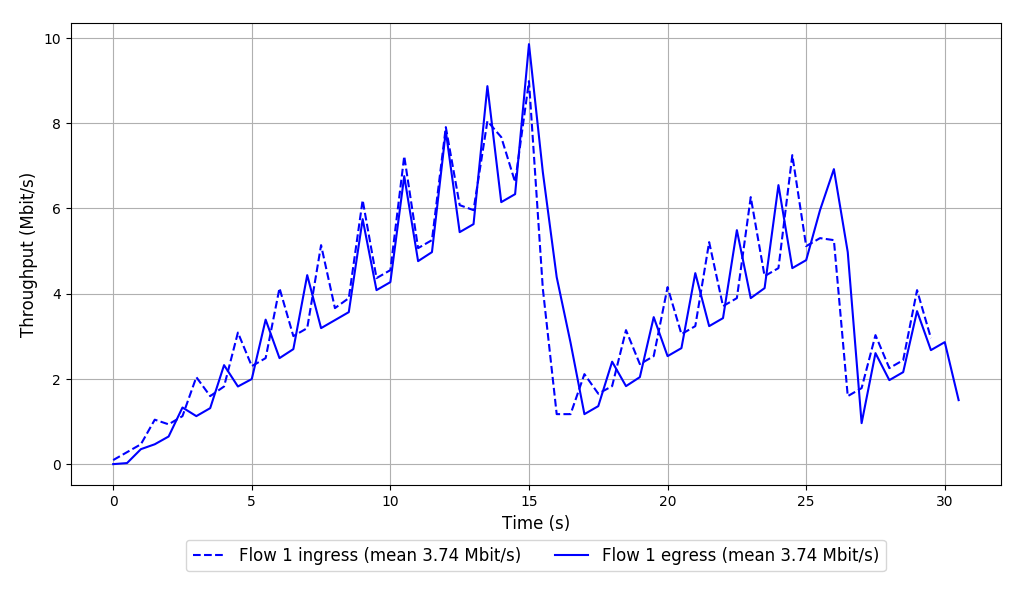 10
8
6
4
2
0
Throughput (Mbit/s)
0 5 10 15 20 25 30
Time (s)
Flow 1 ingress (mean 3.74 Mbit/s) Flow 1 egress (mean 3.74 Mbit/s)